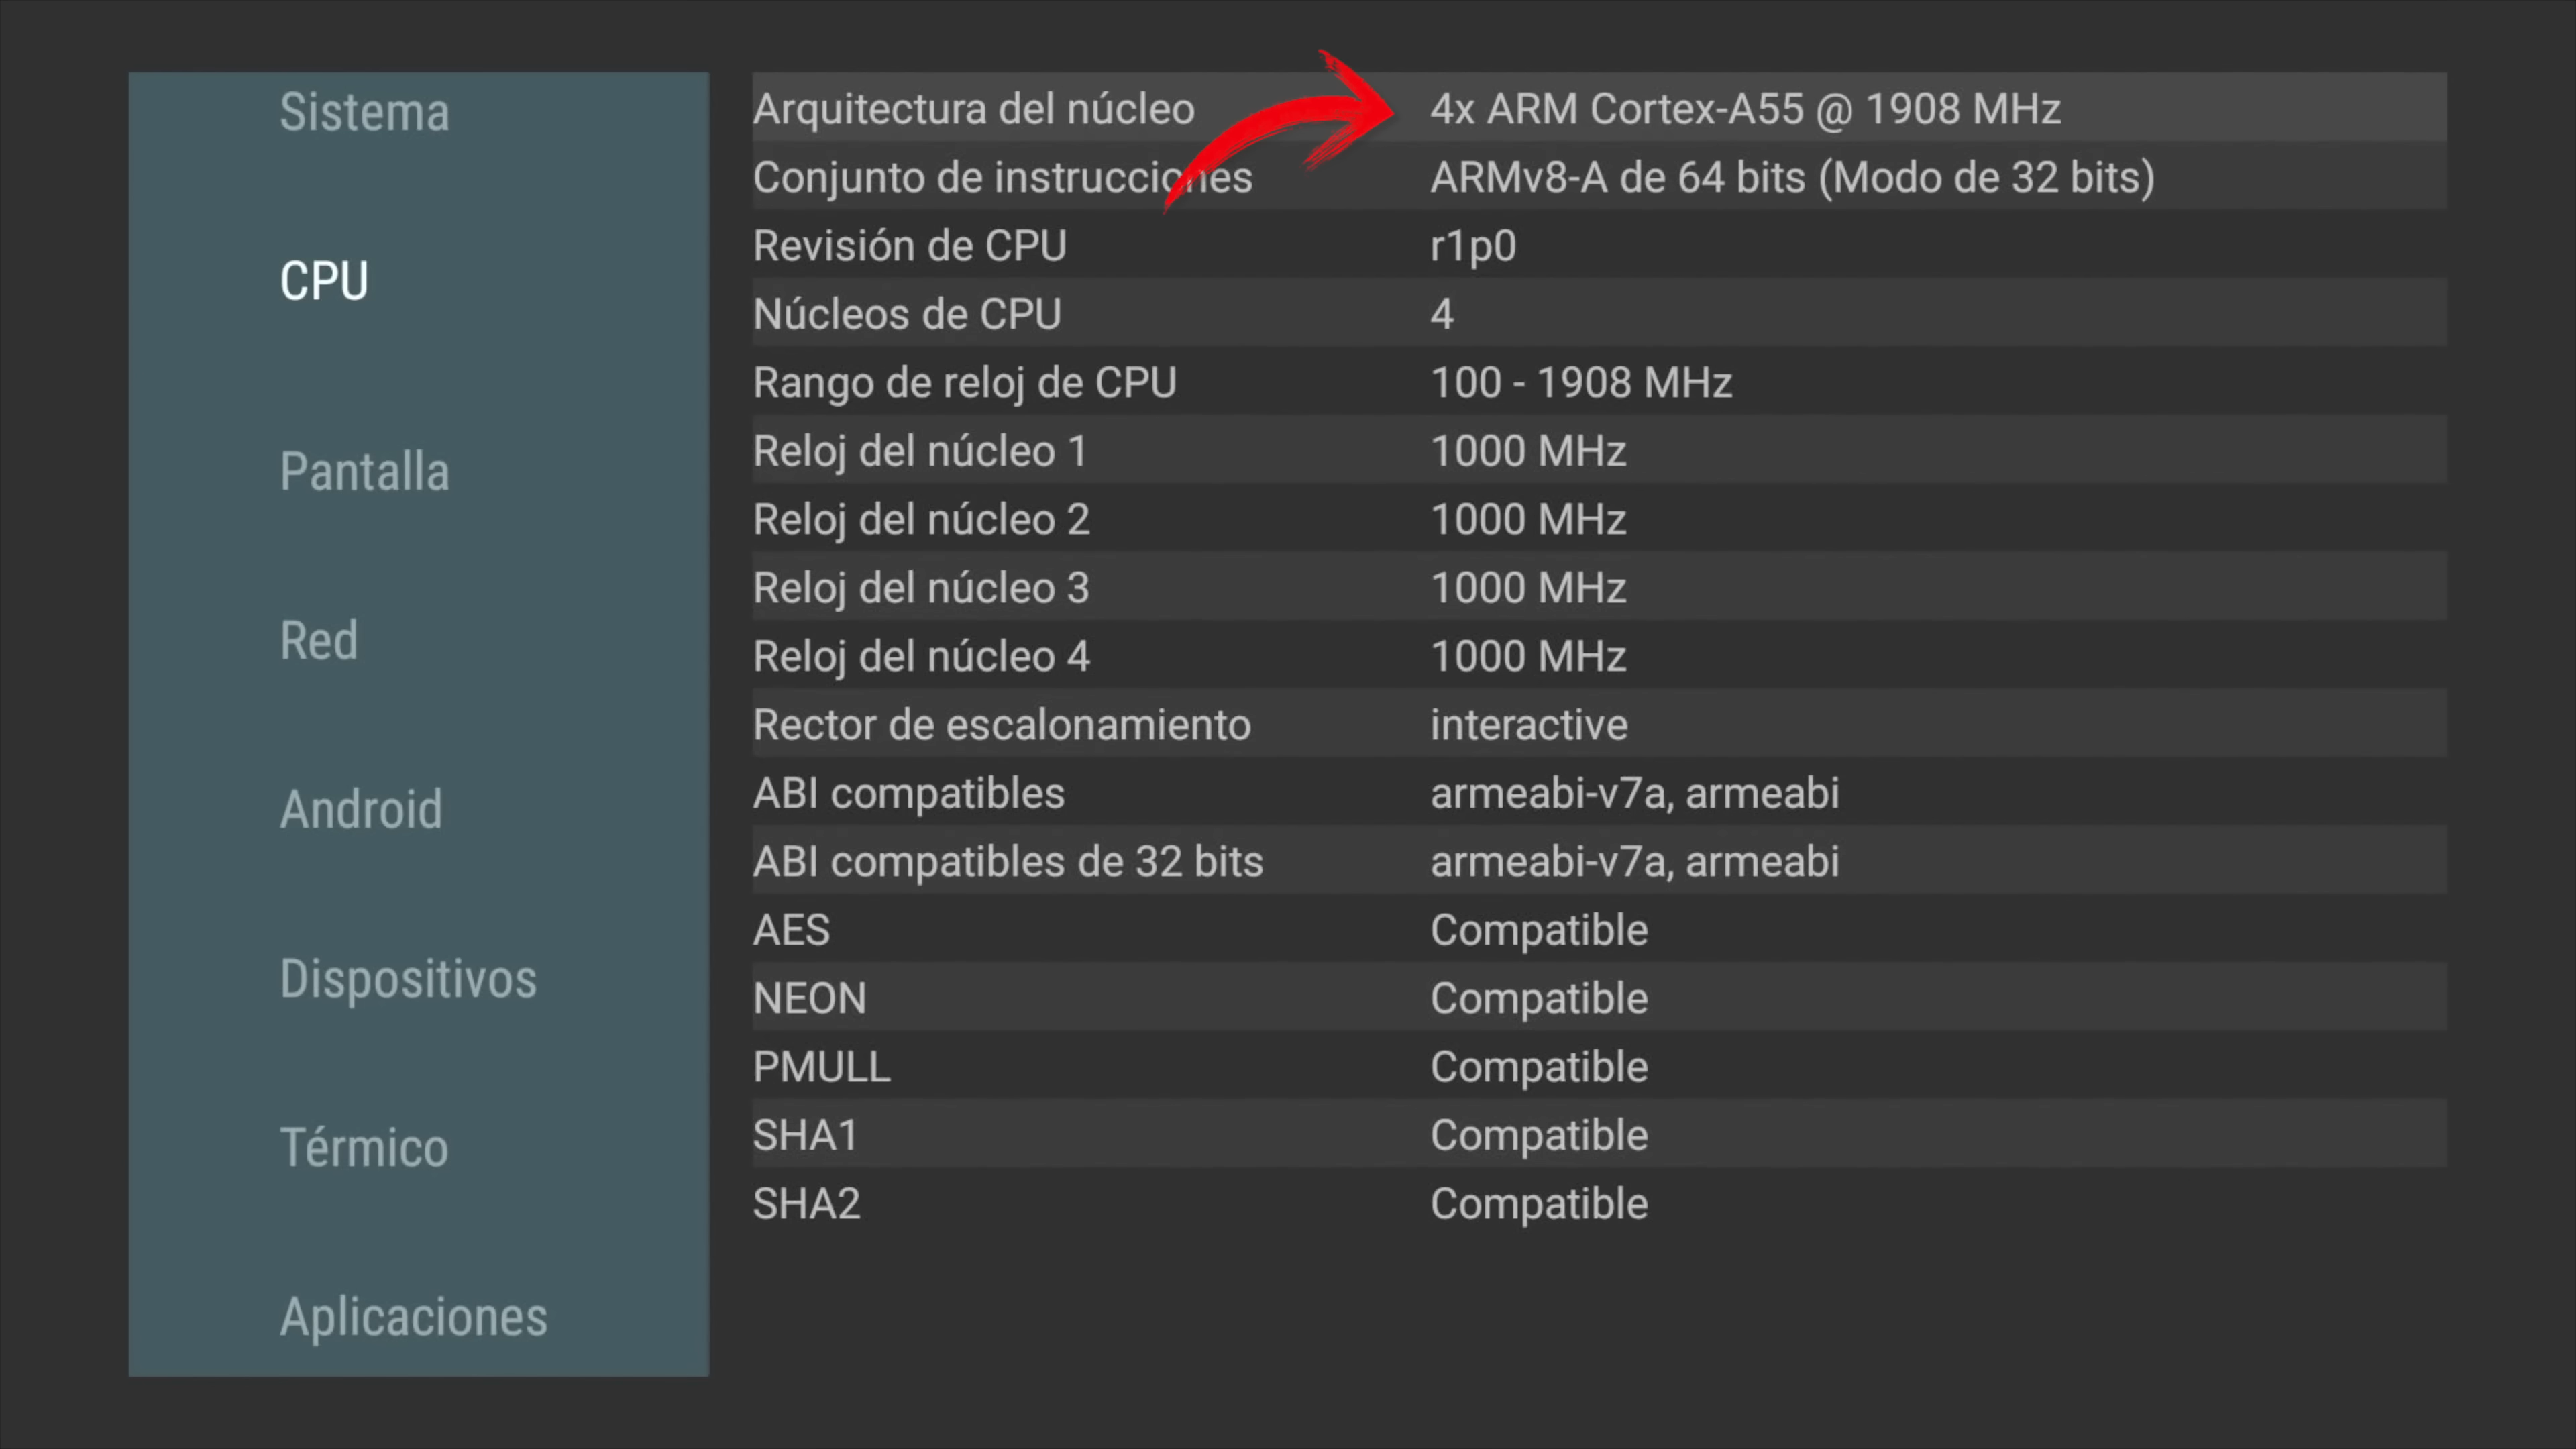 Sistema
CPU
Pantalla
Red
Android
Dispositivos
Térmico
Aplicaciones
Arquitectura del núcleo 4x ARM Cortex-A55 @ 1908 MHz
Conjunto de instrucciones ARMv8-A de 64 bits (Modo de 32 bits)
Revisión de CPU r1p0
Núcleos de CPU 4
Rango de reloj de CPU 100 - 1908 MHz
Reloj del núcleo 1 1000 MHz
Reloj del núcleo 2 1000 MHz
Reloj del núcleo 3 1000 MHz
Reloj del núcleo 4 1000 MHz
Rector de escalonamiento interactive
ABI compatibles armeabi-v7a, armeabi
ABI compatibles de 32 bits armeabi-v7a, armeabi
AES Compatible
NEON Compatible
PMULL Compatible
SHA1 Compatible
SHA2 Compatible